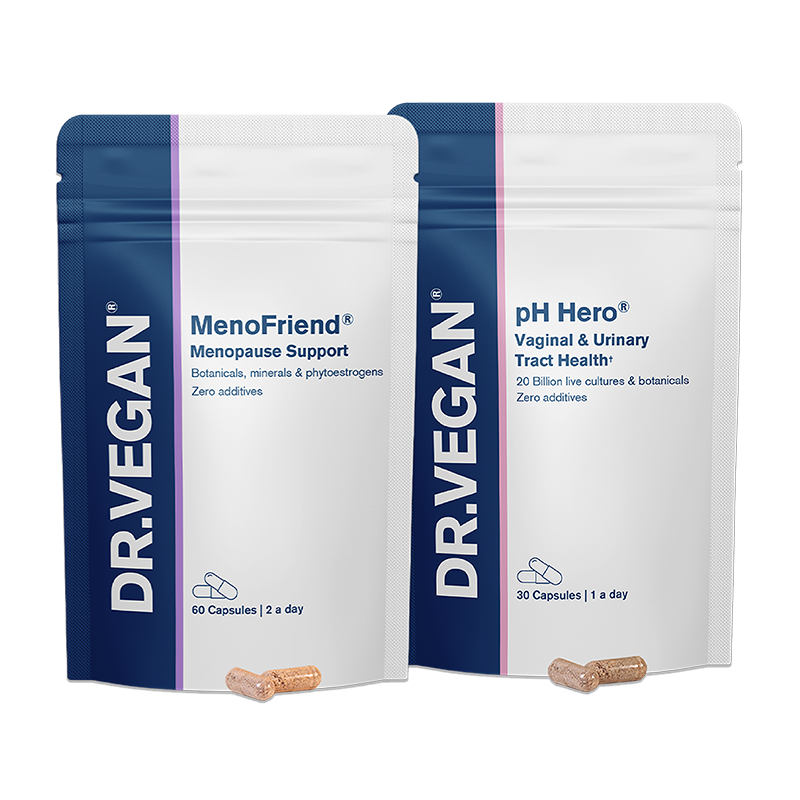 DR.VEGAN®
MenoFriend®
Menopause Support
Botanicals, minerals & phytoestrogens
Zero additives
60 Capsules | 2 a day
DR.VEGAN®
pH Hero®
Vaginal & Urinary
Tract Health†
20 Billion live cultures & botanicals
Zero additives
30 Capsules | 1 a day